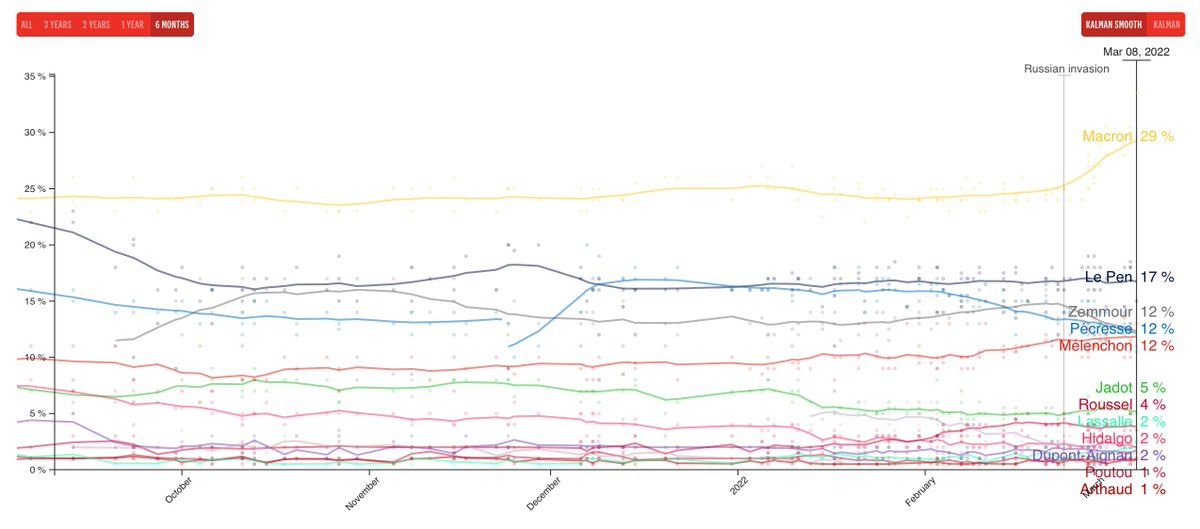 ALL 3 YEARS 2 YEARS 1 YEAR 6 MONTHS
KALMAN SMOOTH KALMAN
Mar 08, 2022
Russian invasion
35 %
30 %
Macron 29 %
25 %
20 %
Le Pen 17 %
15 %
Zemmour 12 %
Pécresse 12 %
Mélenchon 12 %
10 %
Jadot 5 %
5 %
Roussel 4 %
Lassalle 2 %
Hidalgo 2 %
Dupont-Aignan 2 %
0 %
Poutou 1 %
Arthaud 1 %
October November December 2022 February March